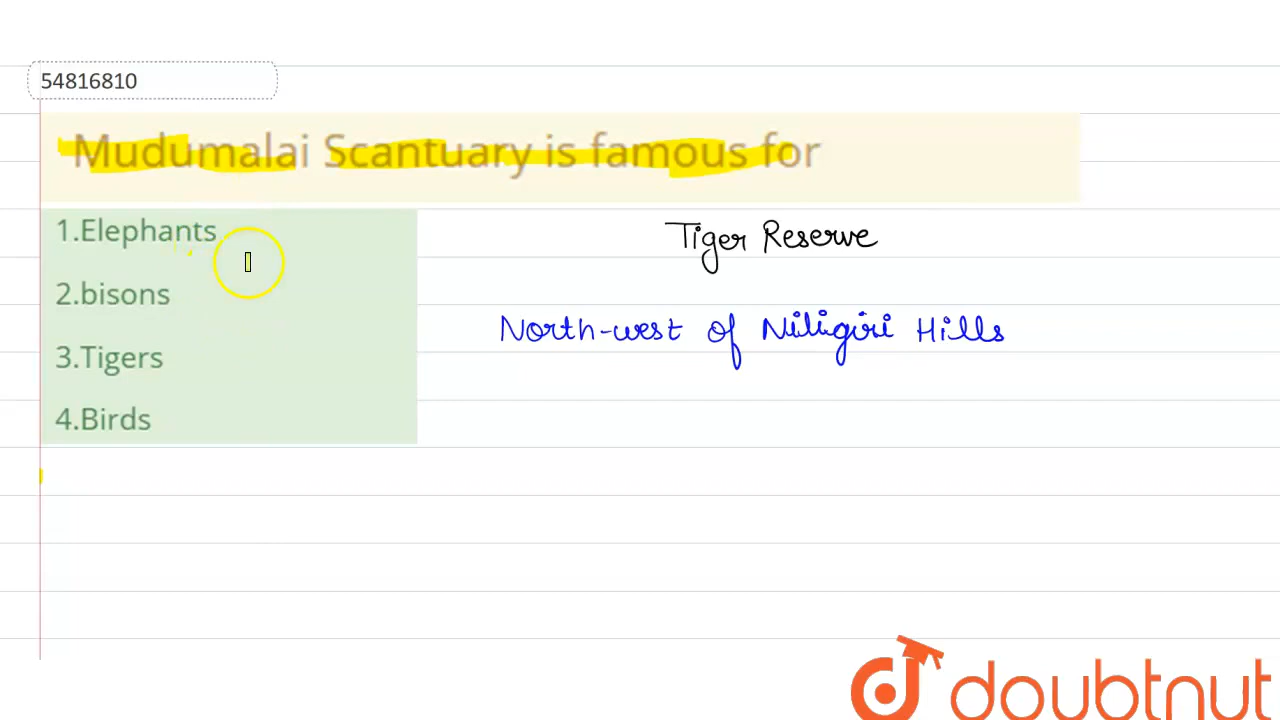 54816810
Mudumalai Scantuary is famous for
1.Elephants
Tiger Reserve
2.bisons
North-west of Niligiri Hills
3.Tigers
4.Birds
doubtnut